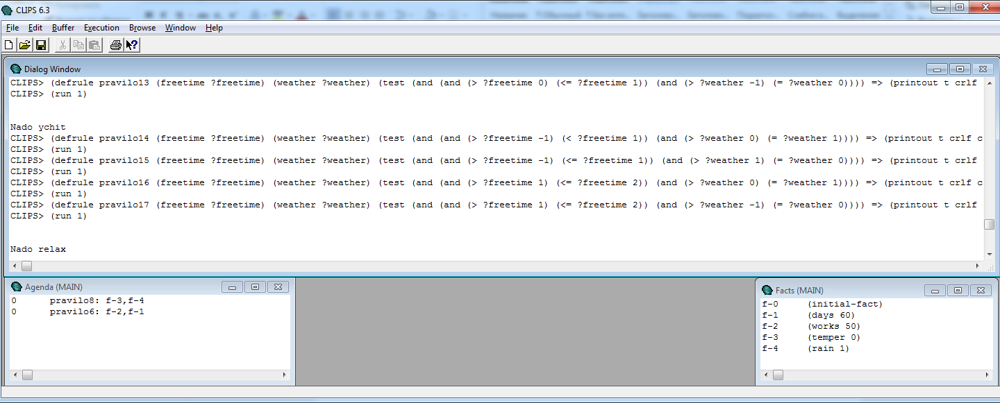 CLIPS 6.3
File Edit Buffer Execution Browse Window Help
Dialog Window
CLIPS> (defrule pravilo13 (freetime ?freetime) (weather ?weather) (test (and (and (> ?freetime 0) (<= ?freetime 1)) (and (> ?weather -1) (= ?weather 0)))) => (printout t crlf
CLIPS> (run 1)
Nado ychit
CLIPS> (defrule pravilo14 (freetime ?freetime) (weather ?weather) (test (and (and (> ?freetime -1) (< ?freetime 1)) (and (> ?weather 0) (= ?weather 1)))) => (printout t crlf c
CLIPS> (run 1)
CLIPS> (defrule pravilo15 (freetime ?freetime) (weather ?weather) (test (and (and (> ?freetime -1) (<= ?freetime 1)) (and (> ?weather 1) (= ?weather 0)))) => (printout t crlf
CLIPS> (run 1)
CLIPS> (defrule pravilo16 (freetime ?freetime) (weather ?weather) (test (and (and (> ?freetime 1) (<= ?freetime 2)) (and (> ?weather 0) (= ?weather 1)))) => (printout t crlf c
CLIPS> (run 1)
CLIPS> (defrule pravilo17 (freetime ?freetime) (weather ?weather) (test (and (and (> ?freetime 1) (<= ?freetime 2)) (and (> ?weather -1) (= ?weather 0)))) => (printout t crlf
CLIPS> (run 1)
Nado relax
Agenda (MAIN)
0 pravilo8: f-3,f-4
0 pravilo6: f-2,f-1
Facts (MAIN)
f-0 (initial-fact)
f-1 (days 60)
f-2 (works 50)
f-3 (temper 0)
f-4 (rain 1)